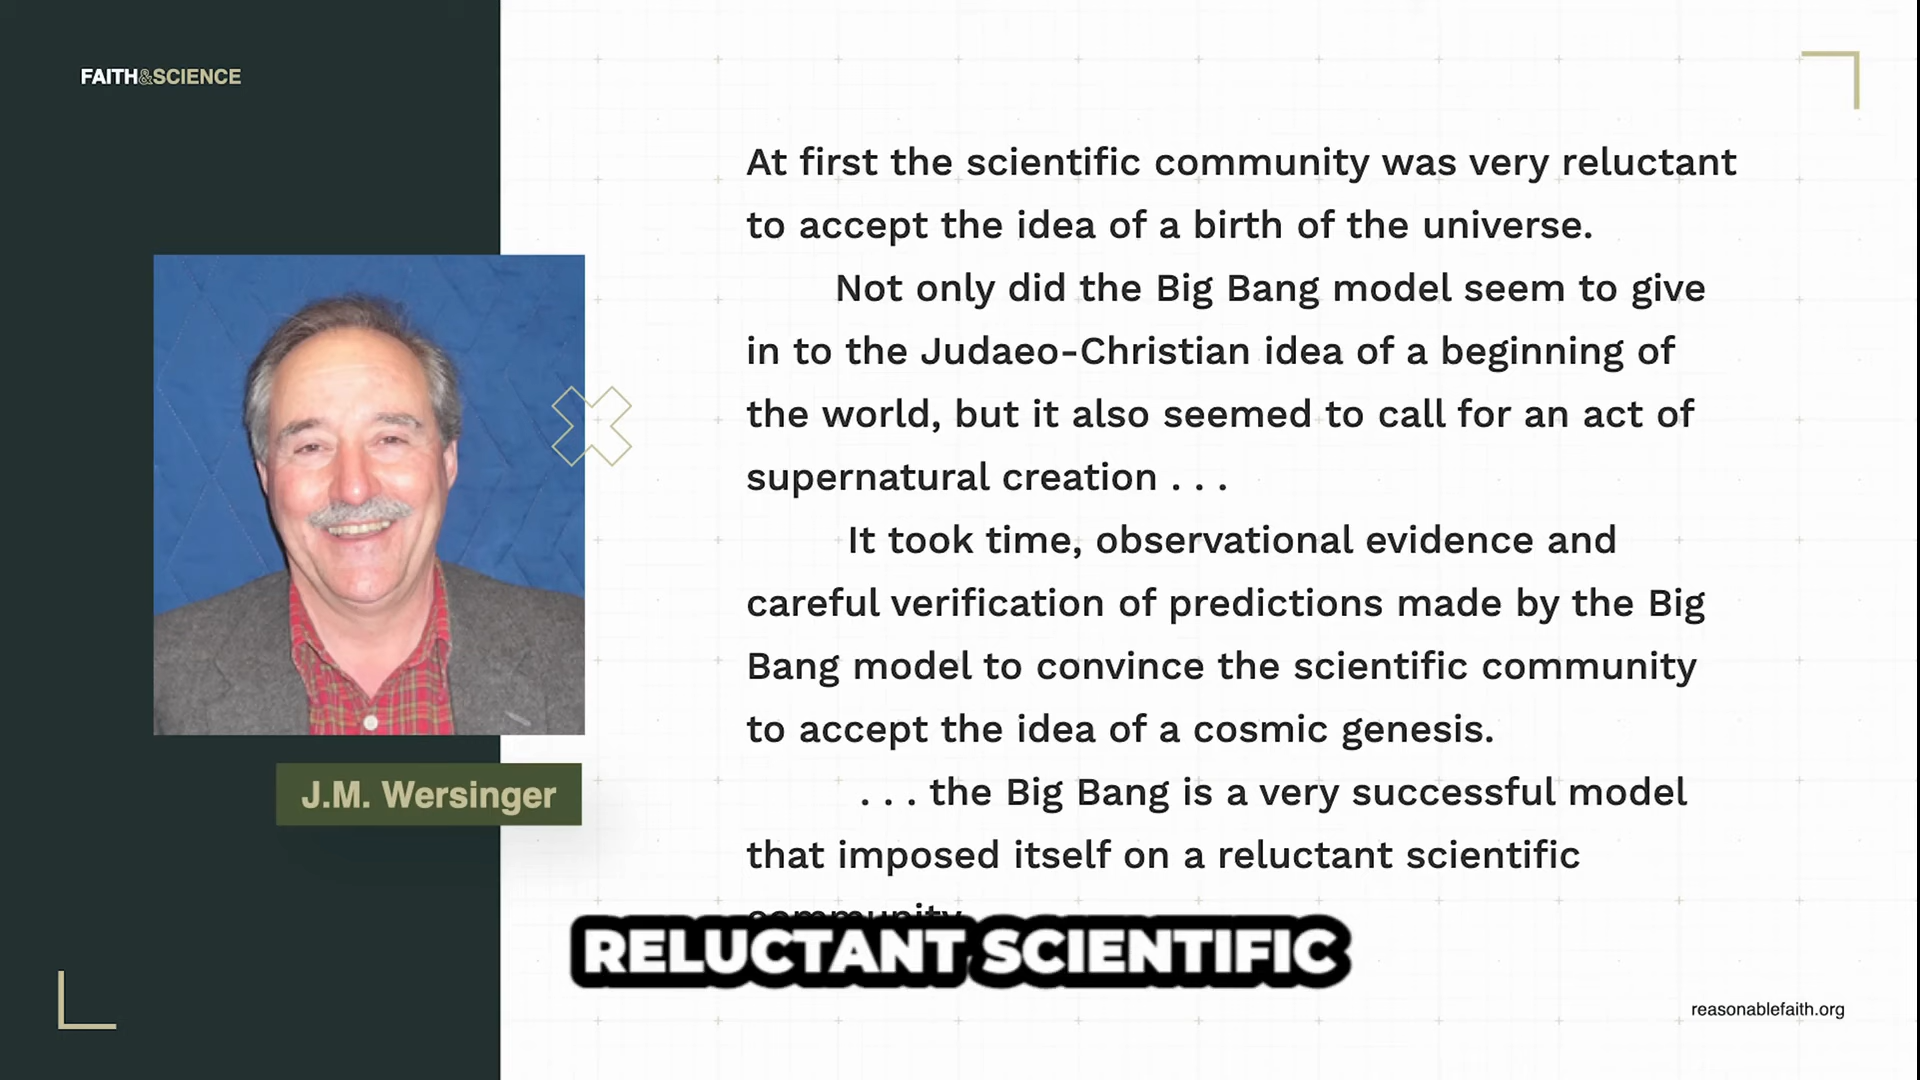 FAITH&SCIENCE
At first the scientific community was very reluctant
to accept the idea of a birth of the universe.
Not only did the Big Bang model seem to give
in to the Judaeo-Christian idea of a beginning of
the world, but it also seemed to call for an act of
supernatural creation . . .
It took time, observational evidence and
careful verification of predictions made by the Big
Bang model to convince the scientific community
to accept the idea of a cosmic genesis.
. . . the Big Bang is a very successful model
that imposed itself on a reluctant scientific
community
J.M. Wersinger
RELUCTANT SCIENTIFIC
reasonablefaith.org